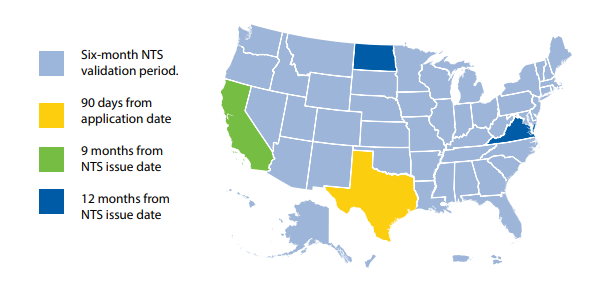 Six-month NTS
validation period.
90 days from
application date
9 months from
NTS issue date
12 months from
NTS issue date